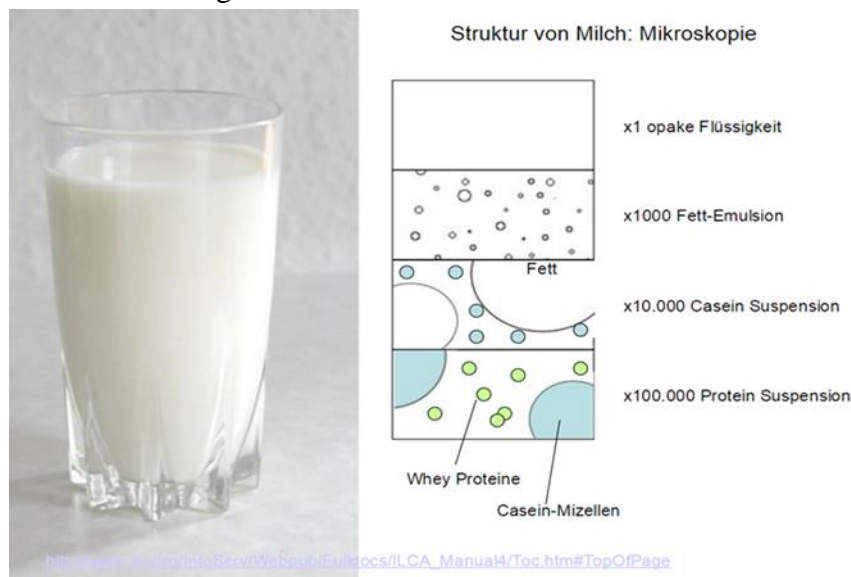 Struktur von Milch: Mikroskopie
x1 opake Flüssigkeit
x1000 Fett-Emulsion
Fett
x10.000 Casein Suspension
x100.000 Protein Suspension
Whey Proteine
Casein-Mizellen